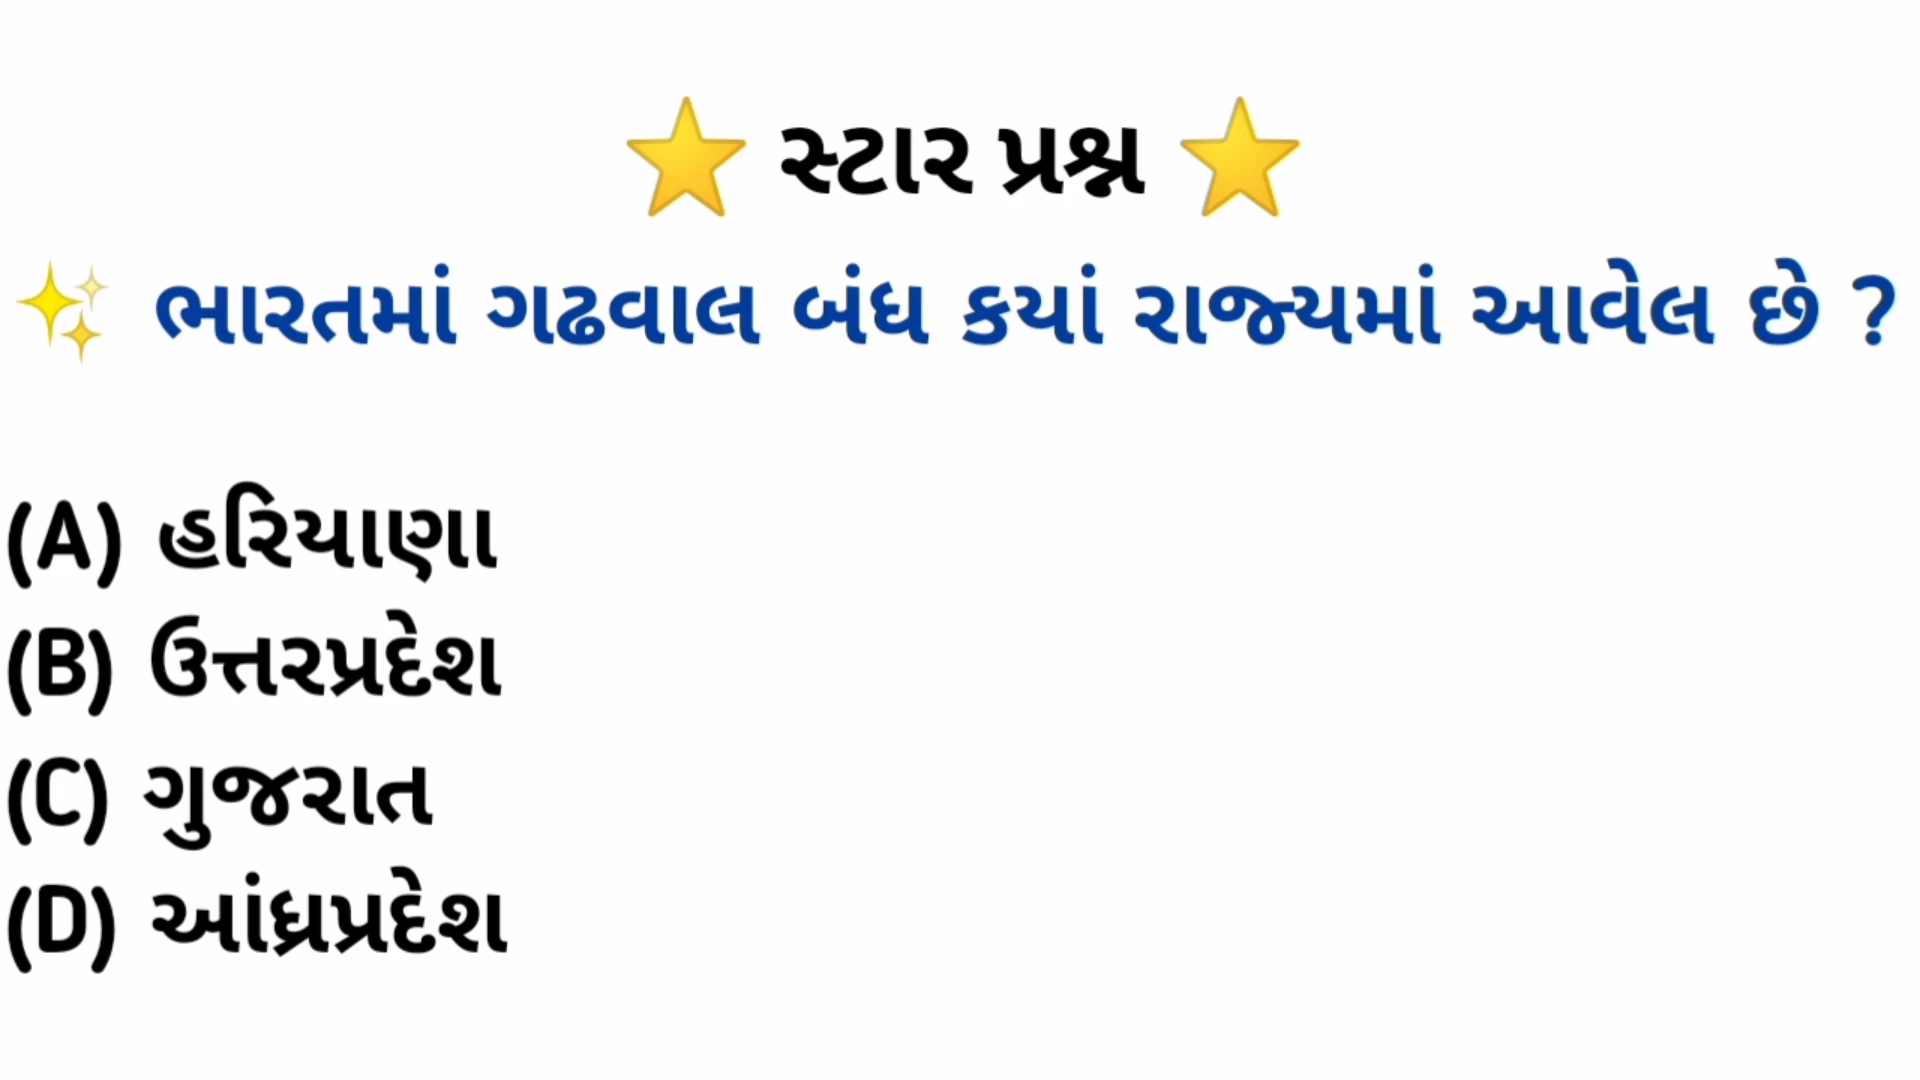 ⭐ સ્ટાર પ્રશ્ન ⭐
✨ ભારતમાં ગઢવાલ બંધ કયાં રાજ્યમાં આવેલ છે ?
(A) હરિયાણા
(B) ઉત્તરપ્રદેશ
(C) ગુજરાત
(D) આંધ્રપ્રદેશ